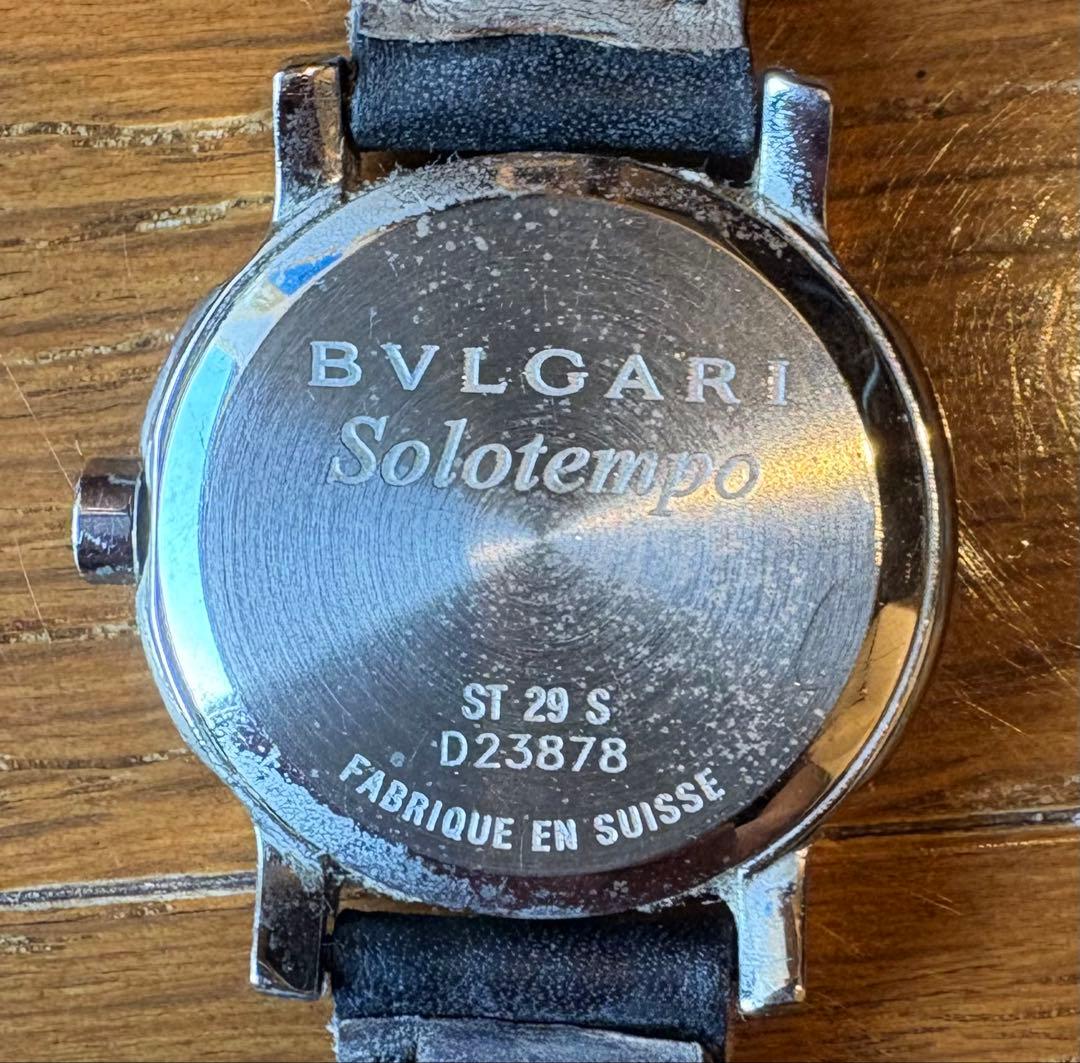 BVLGARI
Solotempo
ST 29 S
D23878
FABRIQUE EN SUISSE